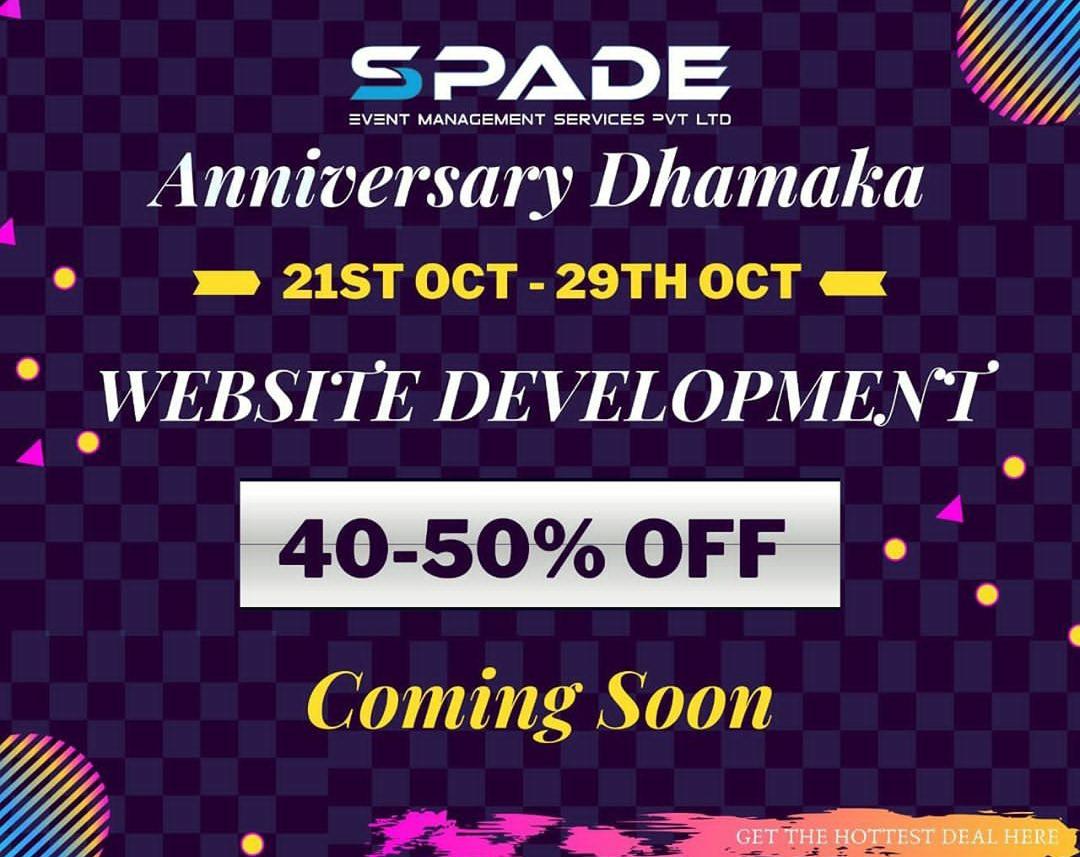 SPADE
EVENT MANAGEMENT SERVICES PVT LTD
Anniversary Dhamaka
21ST OCT - 29TH OCT
WEBSITE DEVELOPMENT
40-50% OFF
Coming Soon
GET THE HOTTEST DEAL HERE